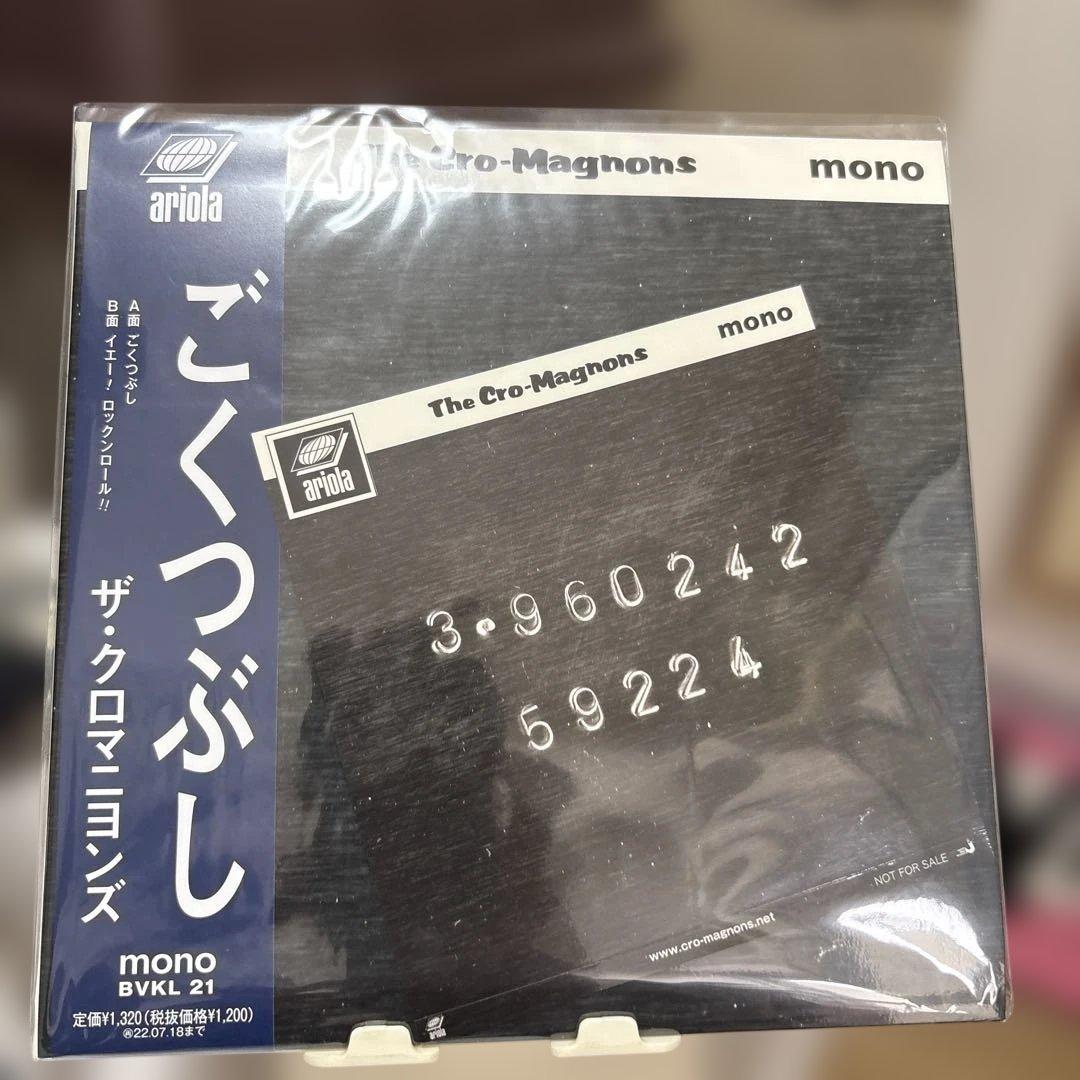 ariola
ごくつぶし
A面 ごくつぶし
B面 イエー! ロックンロール!!
ザ・クロマニヨンズ
mono
BVKL 21
定価¥1,320(税抜価格¥1,200)
㋐22.07.18まで
The Cro-Magnons
mono
The Cro-Magnons
mono
ariola
3.960242
59224
NOT FOR SALE
www.cro-magnons.net
ariola